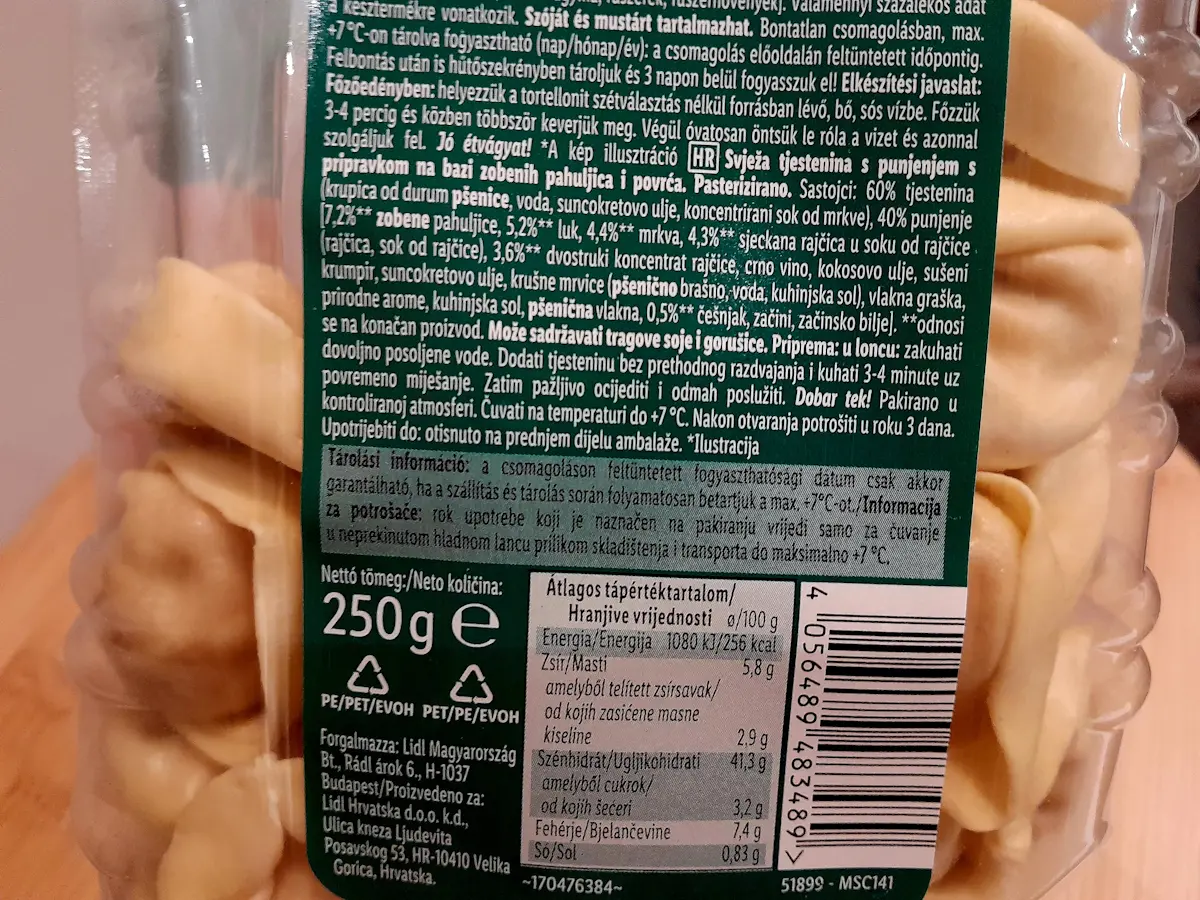 fűszerek, fűszernövények]. Valamennyi százalékos adat
a késztermékre vonatkozik. Szóját és mustárt tartalmazhat. Bontatlan csomagolásban, max.
+7 °C-on tárolva fogyasztható (nap/hónap/év): a csomagolás előoldalán feltüntetett időpontig.
Felbontás után is hűtőszekrényben tároljuk és 3 napon belül fogyasszuk el! Elkészítési javaslat:
Főzőedényben: helyezzük a tortellonit szétválasztás nélkül forrásban lévő, bő, sós vízbe. Főzzük
3-4 percig és közben többször keverjük meg. Végül óvatosan öntsük le róla a vizet és azonnal
szolgáljuk fel. Jó étvágyat! *A kép illusztráció HR Svježa tjestenina s punjenjem s
pripravkom na bazi zobenih pahuljica i povrća. Pasterizirano. Sastojci: 60% tjestenina
(krupica od durum pšenice, voda, suncokretovo ulje, koncentrirani sok od mrkve), 40% punjenje
[7,2%** zobene pahuljice, 5,2%** luk, 4,4%** mrkva, 4,3%** sjeckana rajčica u soku od rajčice
(rajčica, sok od rajčice), 3,6%** dvostruki koncentrat rajčice, crno vino, kokosovo ulje, sušeni
krumpir, suncokretovo ulje, krušne mrvice (pšenično brašno, voda, kuhinjska sol), vlakna graška,
prirodne arome, kuhinjska sol, pšenična vlakna, 0,5%** češnjak, začini, začinsko bilje]. **odnosi
se na konačan proizvod. Može sadržavati tragove soje i gorušice. Priprema: u loncu: zakuhati
dovoljno posoljene vode. Dodati tjesteninu bez prethodnog razdvajanja i kuhati 3-4 minute uz
povremeno miješanje. Zatim pažljivo ocijediti i odmah poslužiti. Dobar tek! Pakirano u
kontroliranoj atmosferi. Čuvati na temperaturi do +7 °C. Nakon otvaranja potrošiti u roku 3 dana.
Upotrijebiti do: otisnuto na prednjem dijelu ambalaže. *Ilustracija
Tárolási információ: a csomagoláson feltüntetett fogyaszthatósági dátum csak akkor
garantálható, ha a szállítás és tárolás során folyamatosan betartjuk a max. +7°C-ot./Informacija
za potrošače: rok upotrebe koji je naznačen na pakiranju vrijedi samo za čuvanje
u neprekinutom hladnom lancu prilikom skladištenja i transporta do maksimalno +7 °C.
Nettó tömeg:/Neto količina:
250 g e
PE/PET/EVOH PET/PE/EVOH
Forgalmazza: Lidl Magyarország
Bt., Rádl árok 6., H-1037
Budapest/Proizvedeno za:
Lidl Hrvatska d.o.o. k.d.,
Ulica kneza Ljudevita
Posavskog 53, HR-10410 Velika
Gorica, Hrvatska.
Átlagos tápértéktartalom/
Hranjive vrijednosti ø/100 g
Energia/Energija 1080 kJ/256 kcal
Zsír/Masti 5,8 g
amelyből telített zsírsavak/
od kojih zasićene masne
kiseline 2,9 g
Szénhidrát/Ugljikohidrati 41,3 g
amelyből cukrok/
od kojih šećeri 3,2 g
Fehérje/Bjelančevine 7,4 g
Só/Sol 0,83 g
~170476384~
4 056489 483489 >
51899 - MSC141